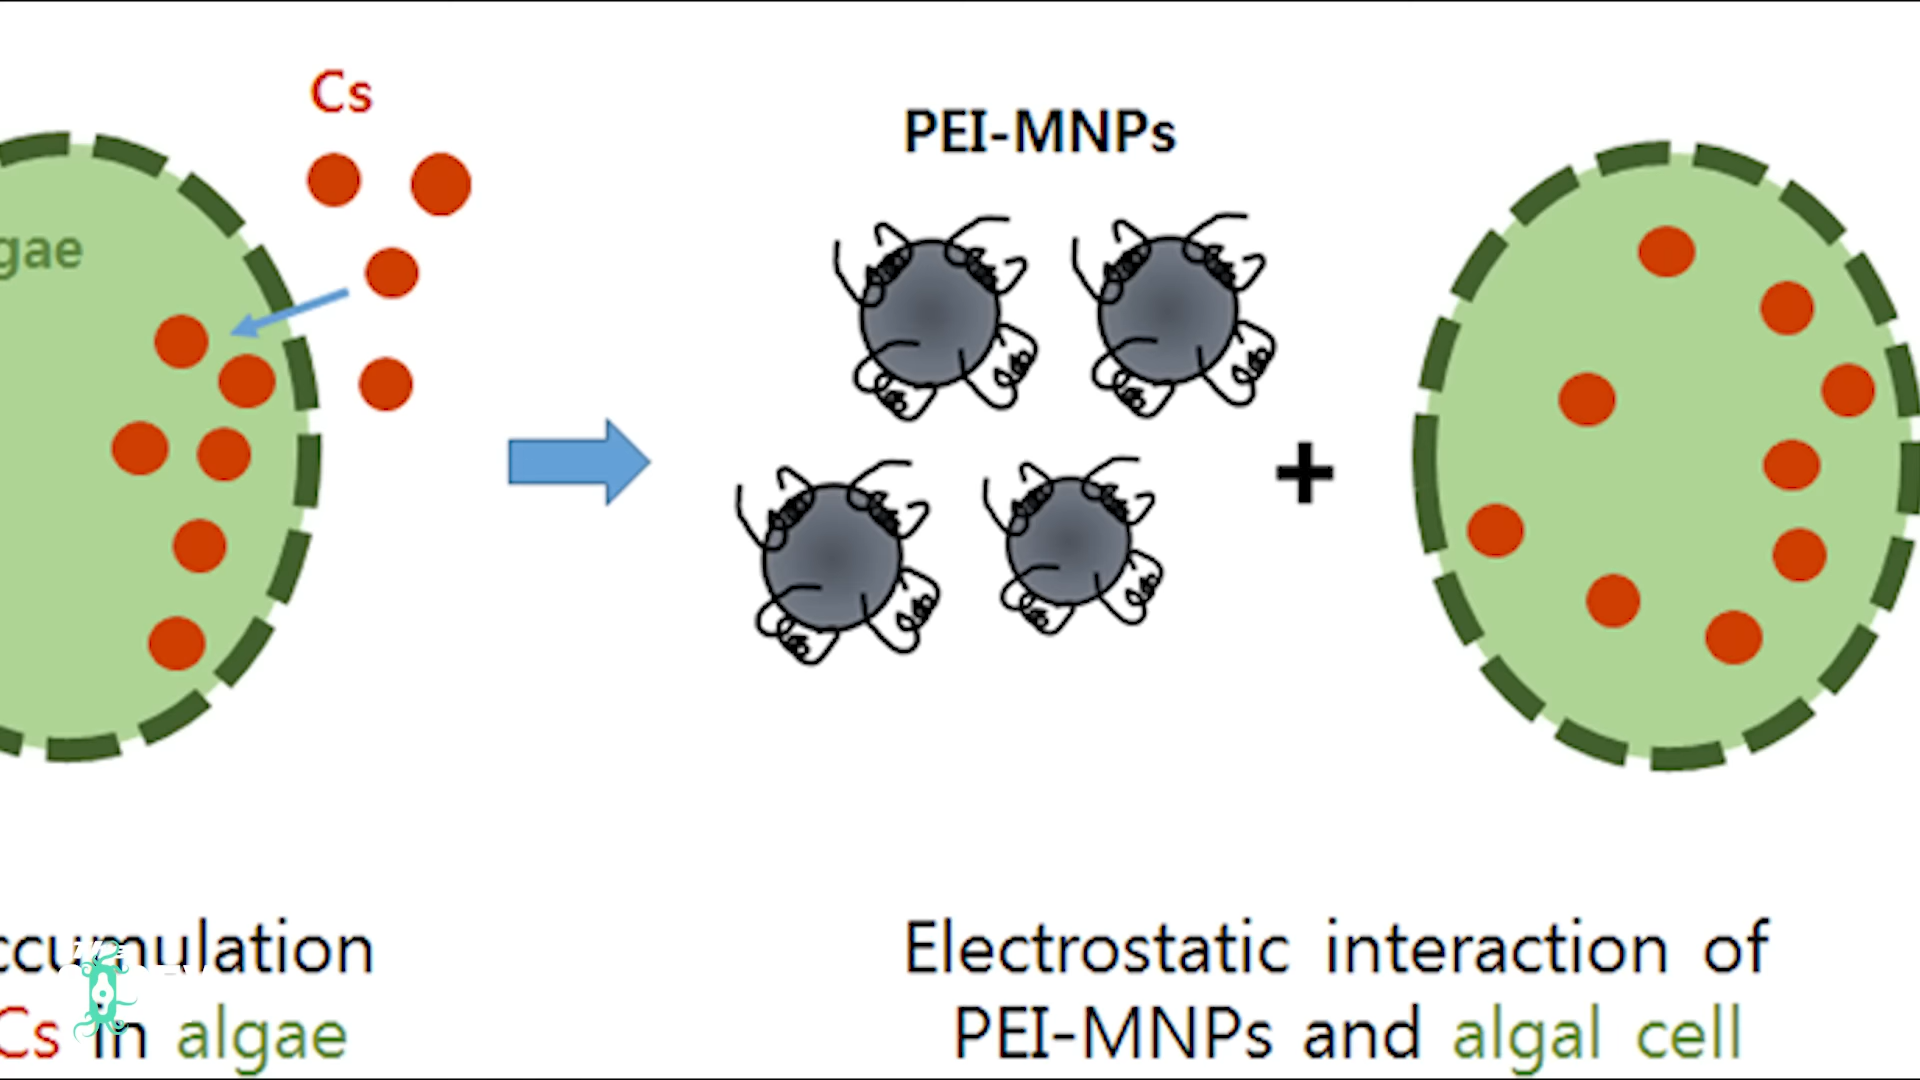 Cs
PEI-MNPs
gae
ccumulation
Cs in algae
Electrostatic interaction of
PEI-MNPs and algal cell